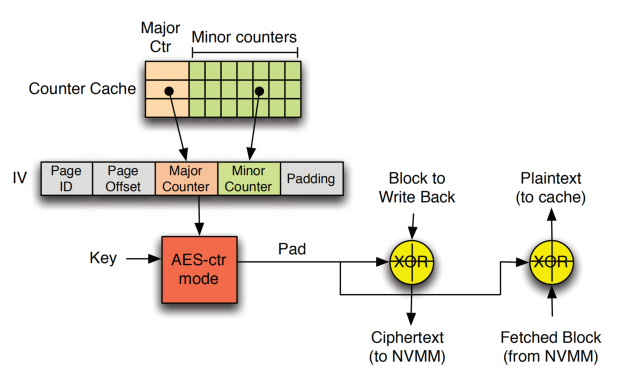 Major
Ctr
Minor counters
Counter Cache
IV
Page
ID
Page
Offset
Major
Counter
Minor
Counter
Padding
Block to
Write Back
Plaintext
(to cache)
Key
AES-ctr
mode
Pad
XOR
XOR
Ciphertext
(to NVMM)
Fetched Block
(from NVMM)